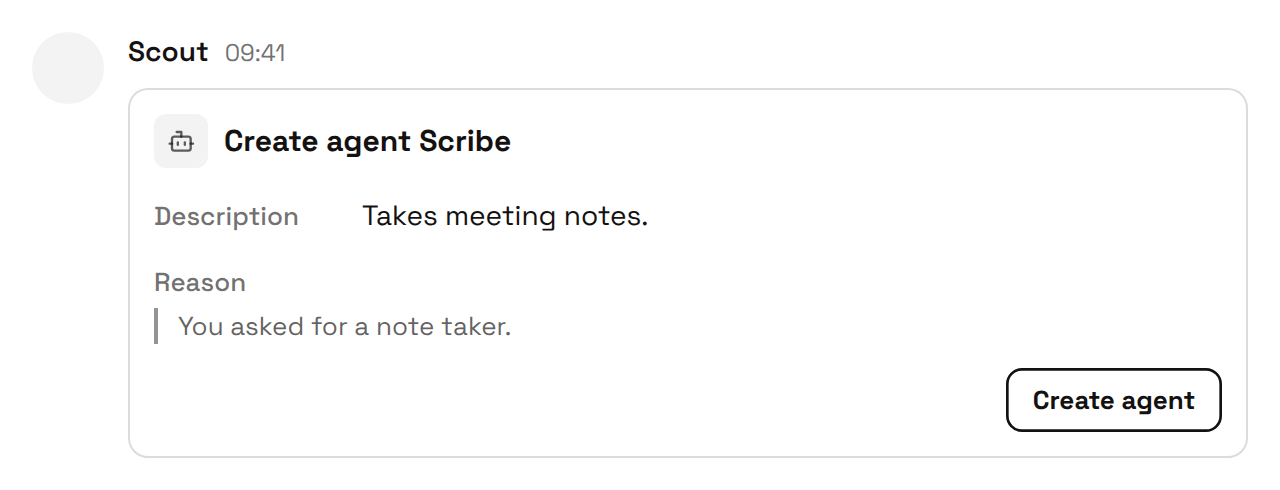 Scout 09:41
Create agent Scribe
Description Takes meeting notes.
Reason
You asked for a note taker.
Create agent